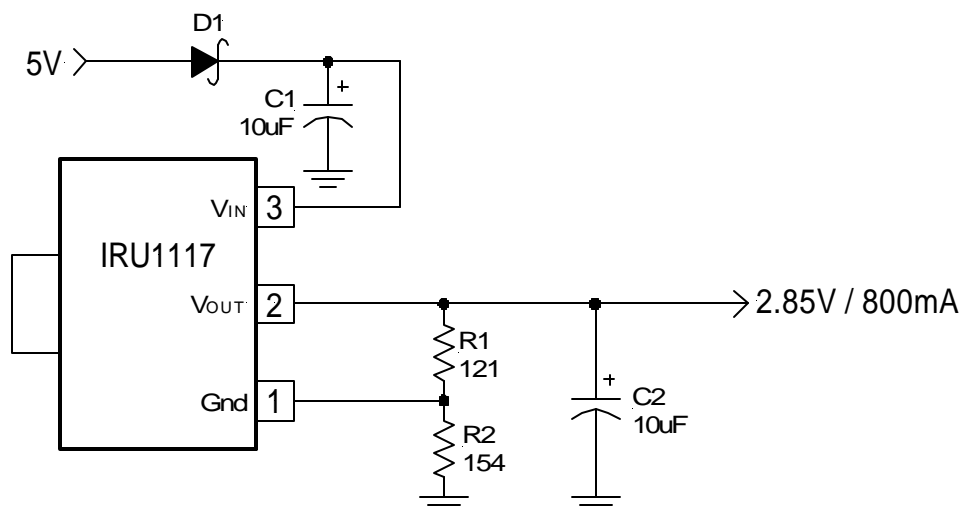 D1
5V
+
C1
10uF
VIN 3
IRU1117
VOUT 2
2.85V / 800mA
R1
121
+
Gnd 1
C2
10uF
R2
154